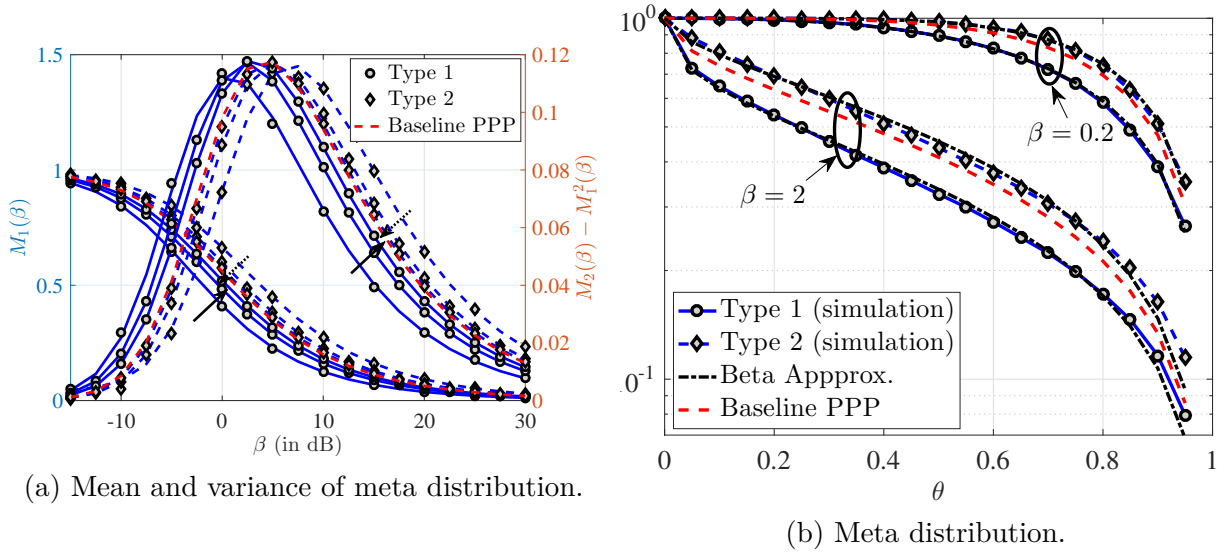 1.5
1
0.5
0
M₁(β)
0.12
0.1
0.08
0.06
0.04
0.02
0
M₂(β) − M₁²(β)
Type 1
Type 2
Baseline PPP
-10 0 10 20 30
β (in dB)
(a) Mean and variance of meta distribution.
10⁰
0-1
β = 0.2
β = 2
Type 1 (simulation)
Type 2 (simulation)
Beta Appprox.
Baseline PPP
0 0.2 0.4 0.6 0.8 1
θ
(b) Meta distribution.